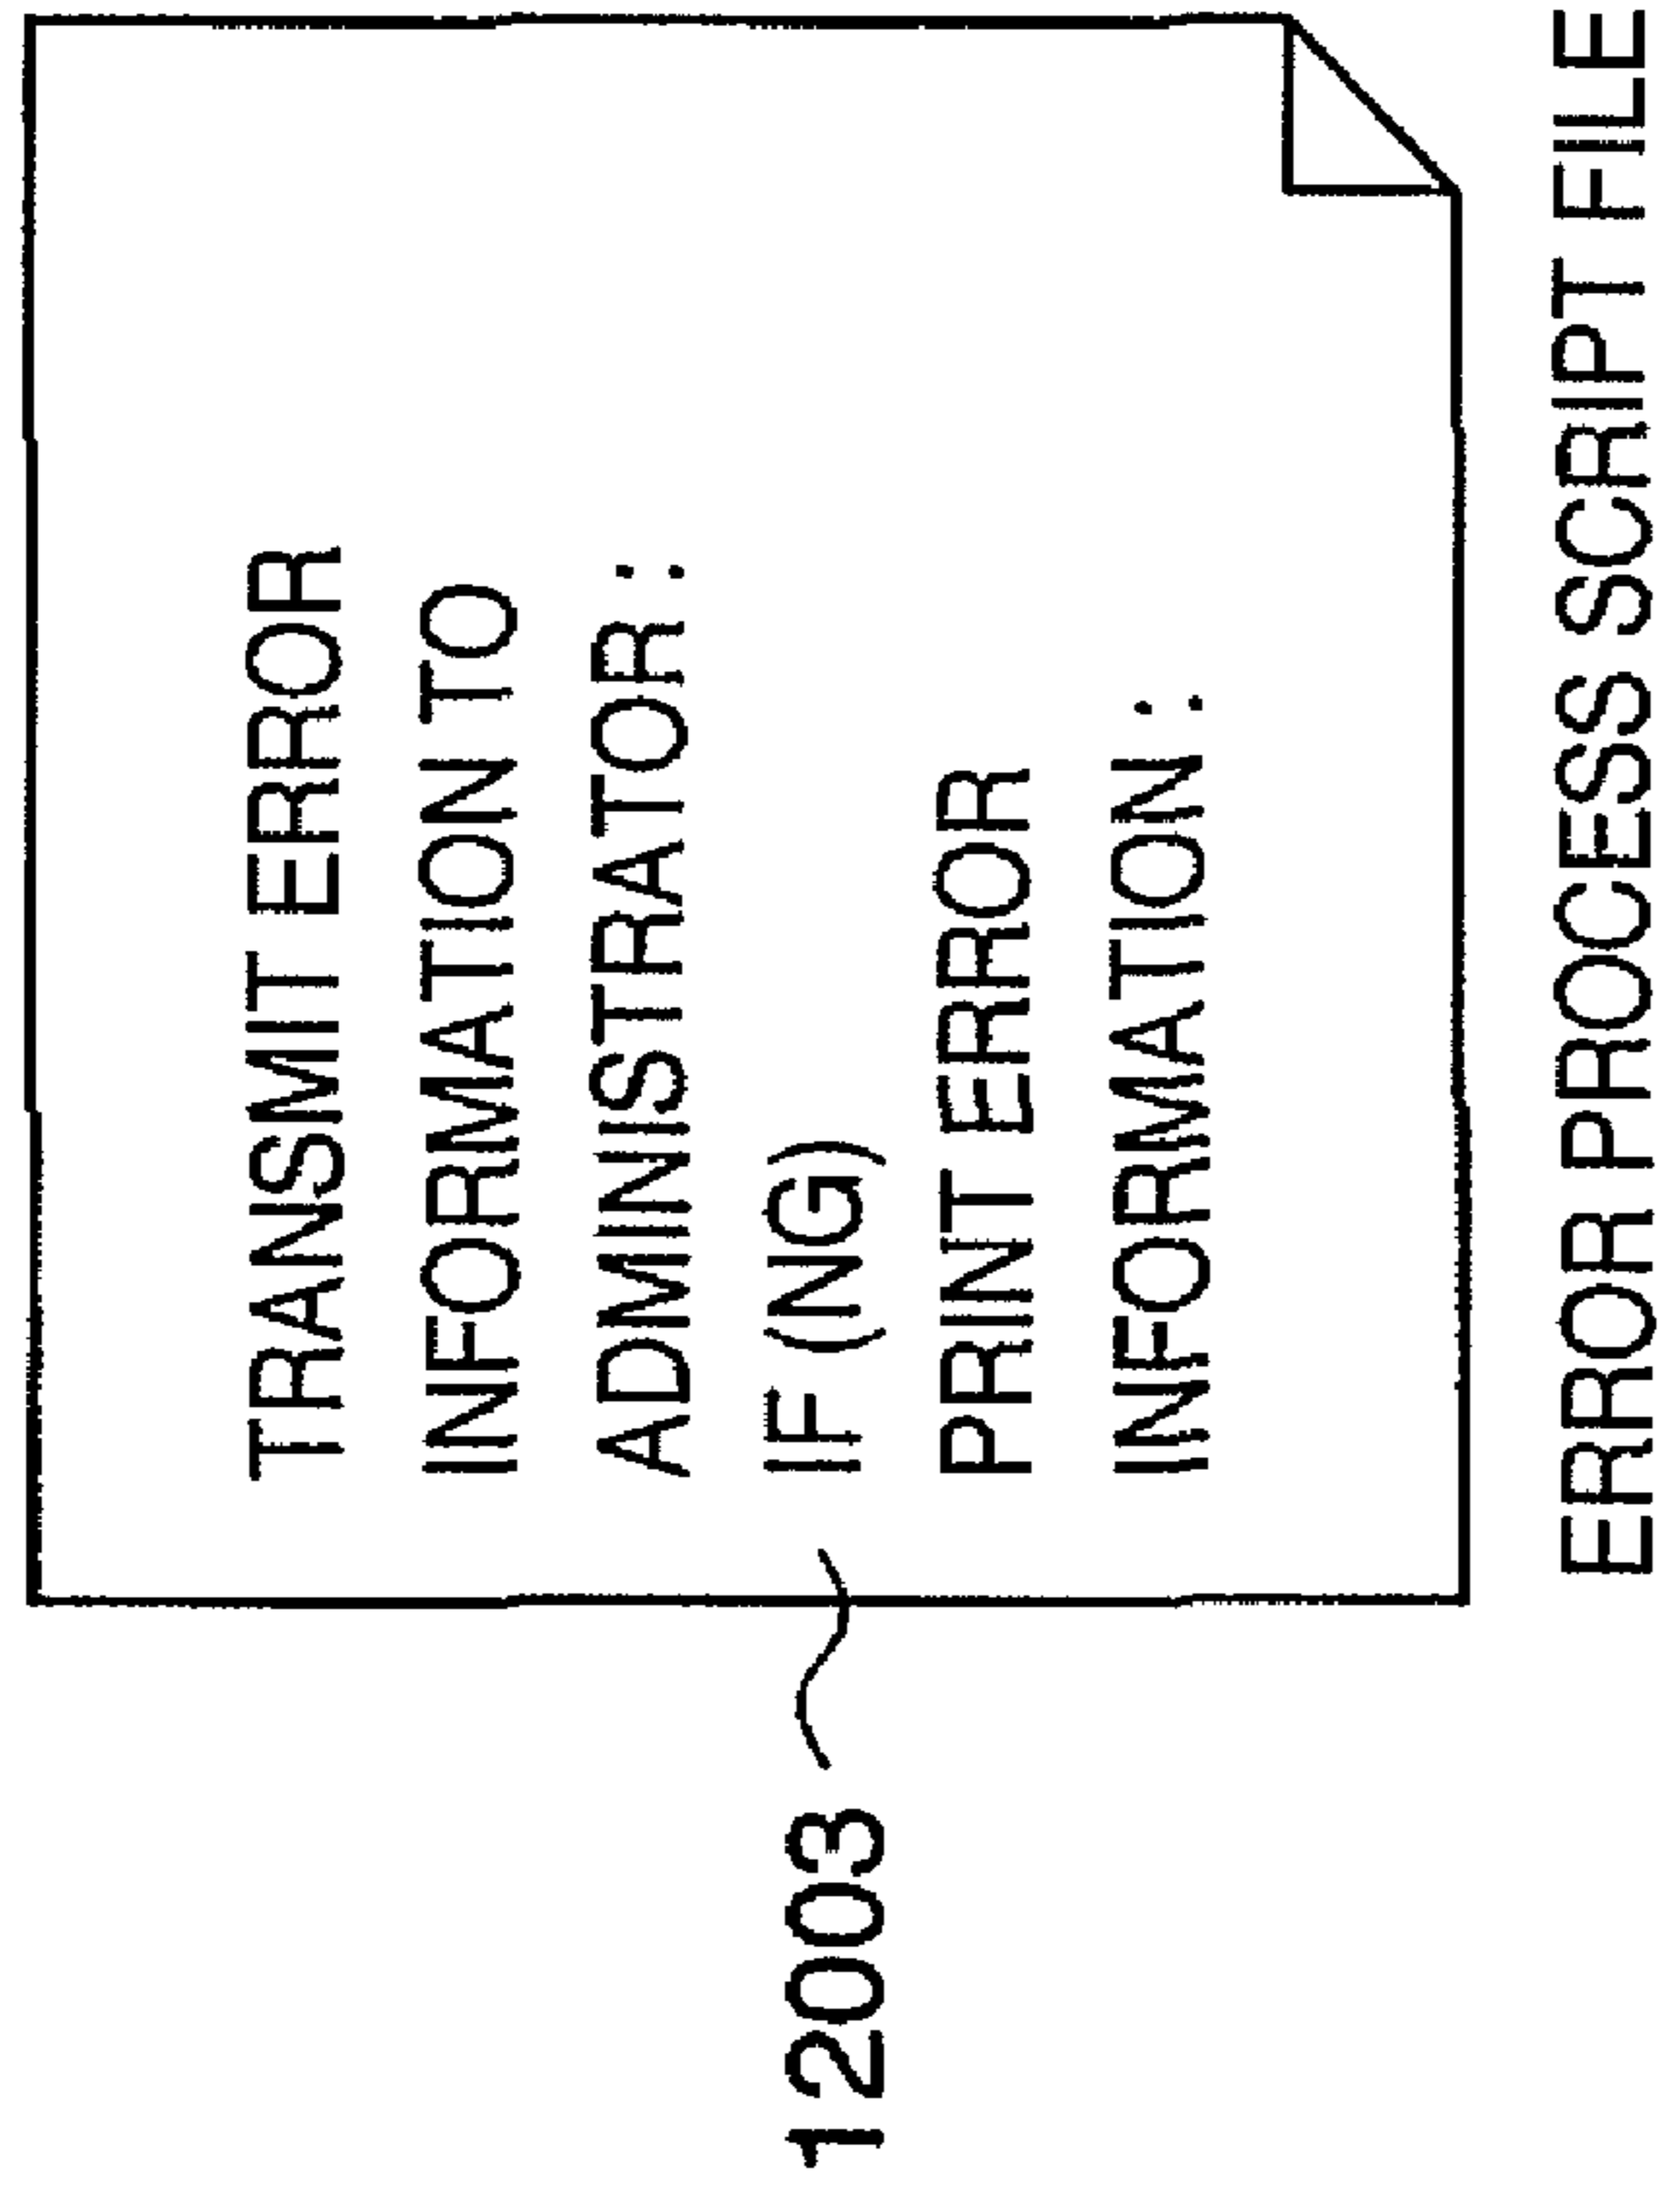 TRANSMIT ERROR
INFORMATION TO
ADMINISTRATOR :
IF (NG)
PRINT ERROR
INFORMATION :
12003
ERROR PROCESS SCRIPT FILE